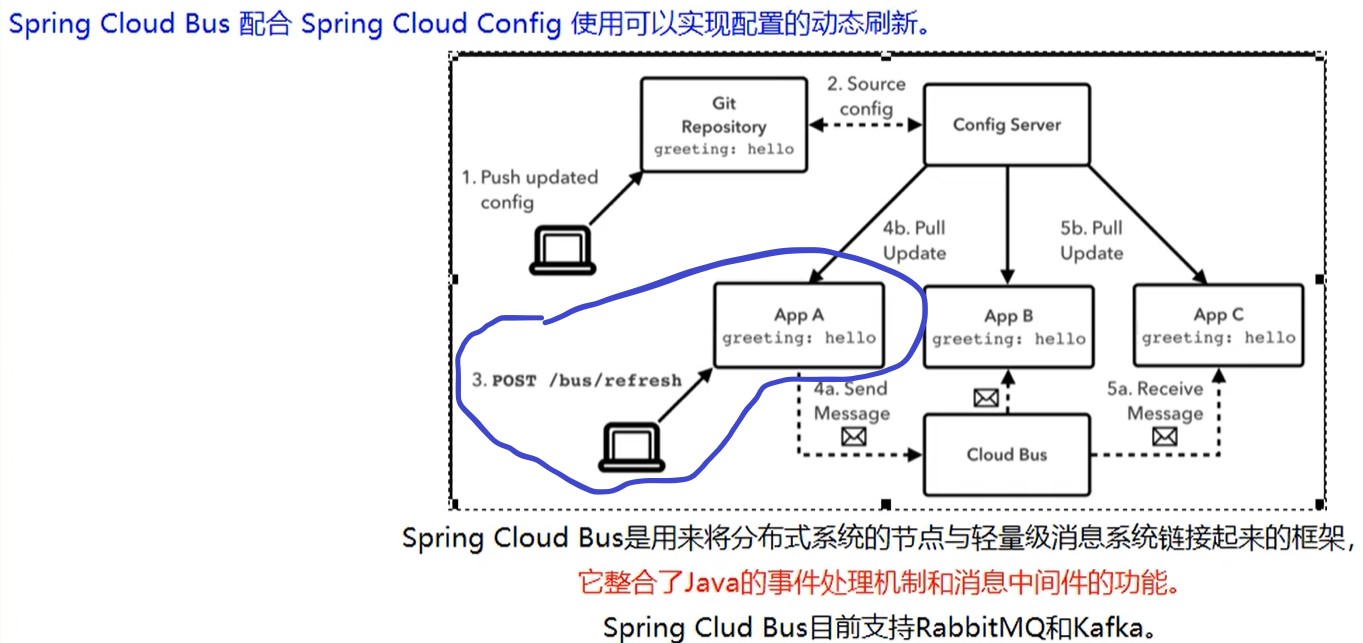 Spring Cloud Bus 配合 Spring Cloud Config 使用可以实现配置的动态刷新。
Git
Repository
greeting: hello
2. Source
config
Config Server
1. Push updated
config
4b. Pull
Update
5b. Pull
Update
App A
greeting: hello
App B
greeting: hello
App C
greeting: hello
3. POST /bus/refresh
4a. Send
Message
5a. Receive
Message
Cloud Bus
Spring Cloud Bus是用来将分布式系统的节点与轻量级消息系统链接起来的框架，
它整合了Java的事件处理机制和消息中间件的功能。
Spring Clud Bus目前支持RabbitMQ和Kafka。